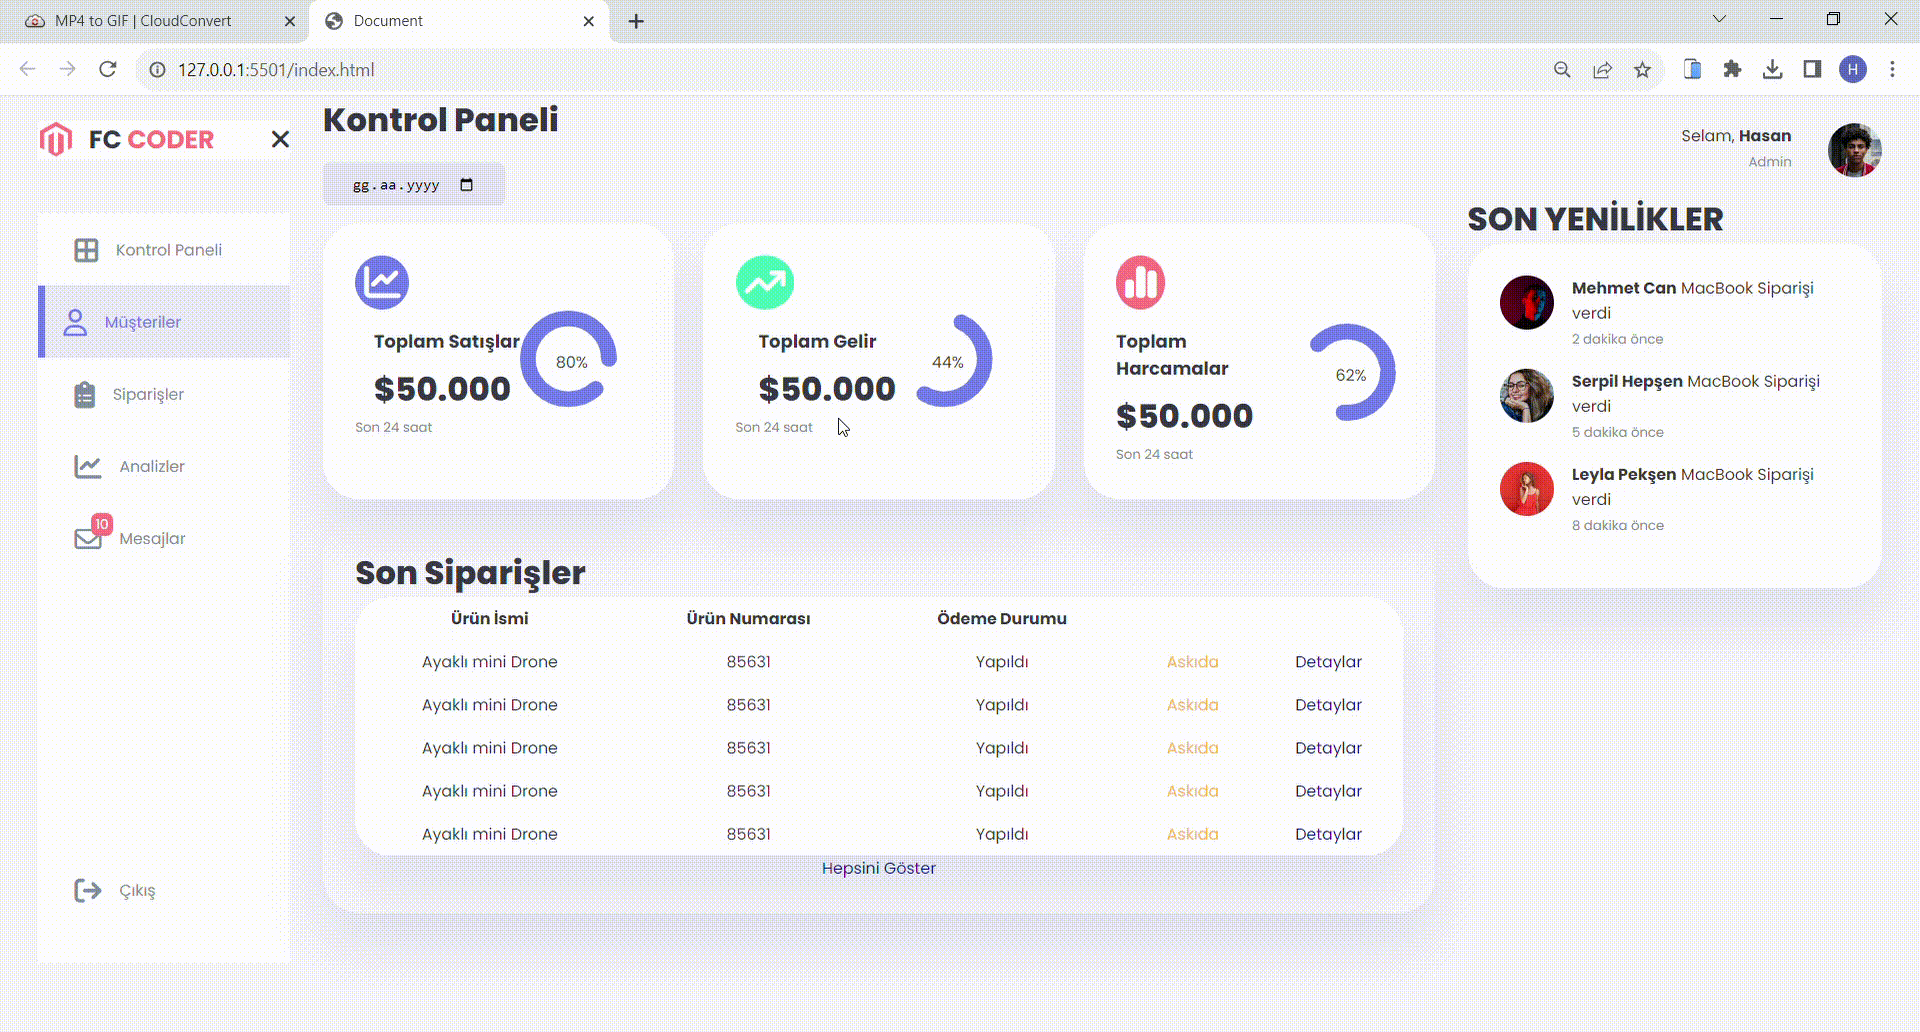 MP4 to GIF | CloudConvert
Document
127.0.0.1:5501/index.html
H
FC CODER
Kontrol Paneli
Müşteriler
Siparişler
Analizler
10
Mesajlar
Çıkış
Kontrol Paneli
gg.aa.yyyy
Toplam Satışlar
$50.000
80%
Son 24 saat
Toplam Gelir
$50.000
44%
Son 24 saat
Toplam
Harcamalar
$50.000
62%
Son 24 saat
Son Siparişler
Ürün İsmi Ürün Numarası Ödeme Durumu
Ayaklı mini Drone 85631 Yapıldı Askıda Detaylar
Ayaklı mini Drone 85631 Yapıldı Askıda Detaylar
Ayaklı mini Drone 85631 Yapıldı Askıda Detaylar
Ayaklı mini Drone 85631 Yapıldı Askıda Detaylar
Ayaklı mini Drone 85631 Yapıldı Askıda Detaylar
Hepsini Göster
Selam, Hasan
Admin
SON YENİLİKLER
Mehmet Can MacBook Siparişi
verdi
2 dakika önce
Serpil Hepşen MacBook Siparişi
verdi
5 dakika önce
Leyla Pekşen MacBook Siparişi
verdi
8 dakika önce